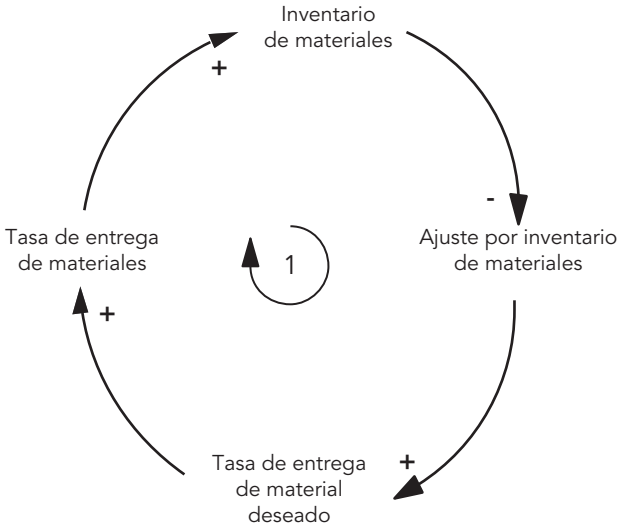 Inventario
de materiales
+
-
Tasa de entrega
de materiales
Ajuste por inventario
de materiales
1
+
Tasa de entrega
de material
deseado
+